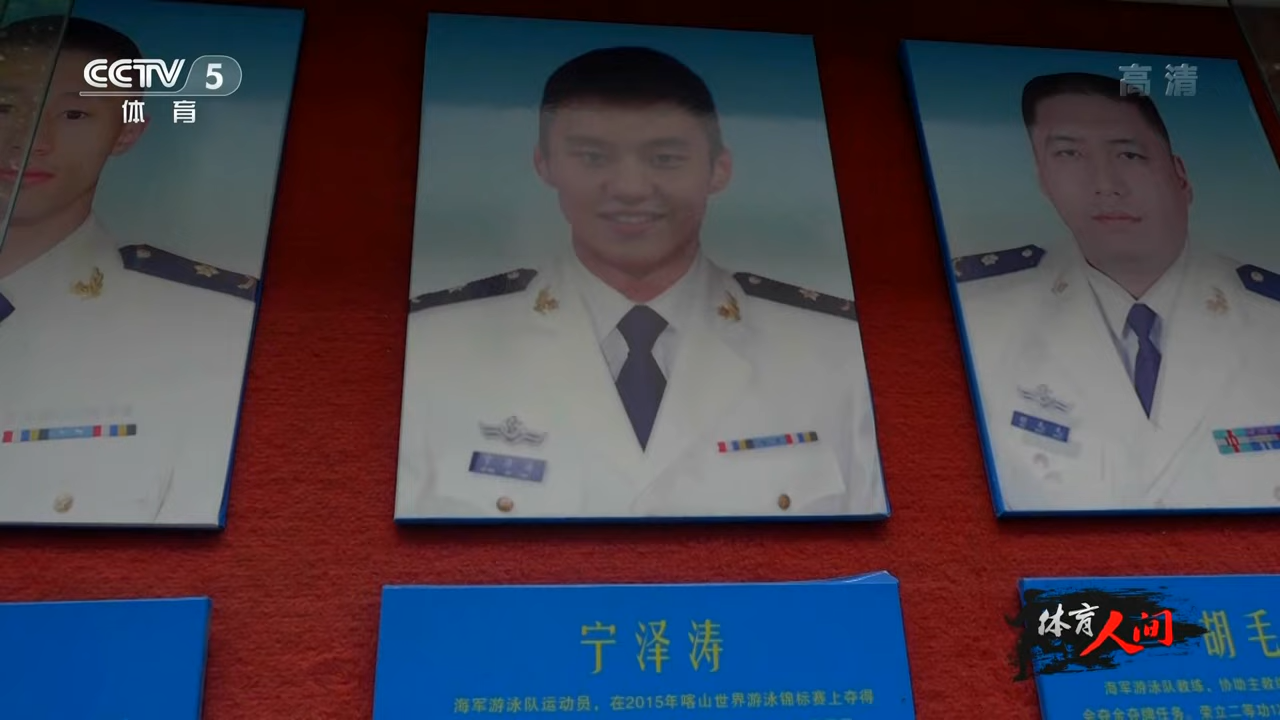 CCTV 5
体育
高清
宁泽涛
海军游泳队运动员，在2015年喀山世界游泳锦标赛上夺得
体育人间
胡毛
海军游泳队教练，协助主教